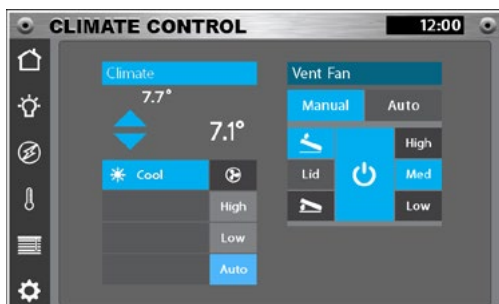 CLIMATE CONTROL
12:00
Climate
7.7°
7.1°
Cool
High
Low
Auto
Vent Fan
Manual Auto
High
Lid Med
Low